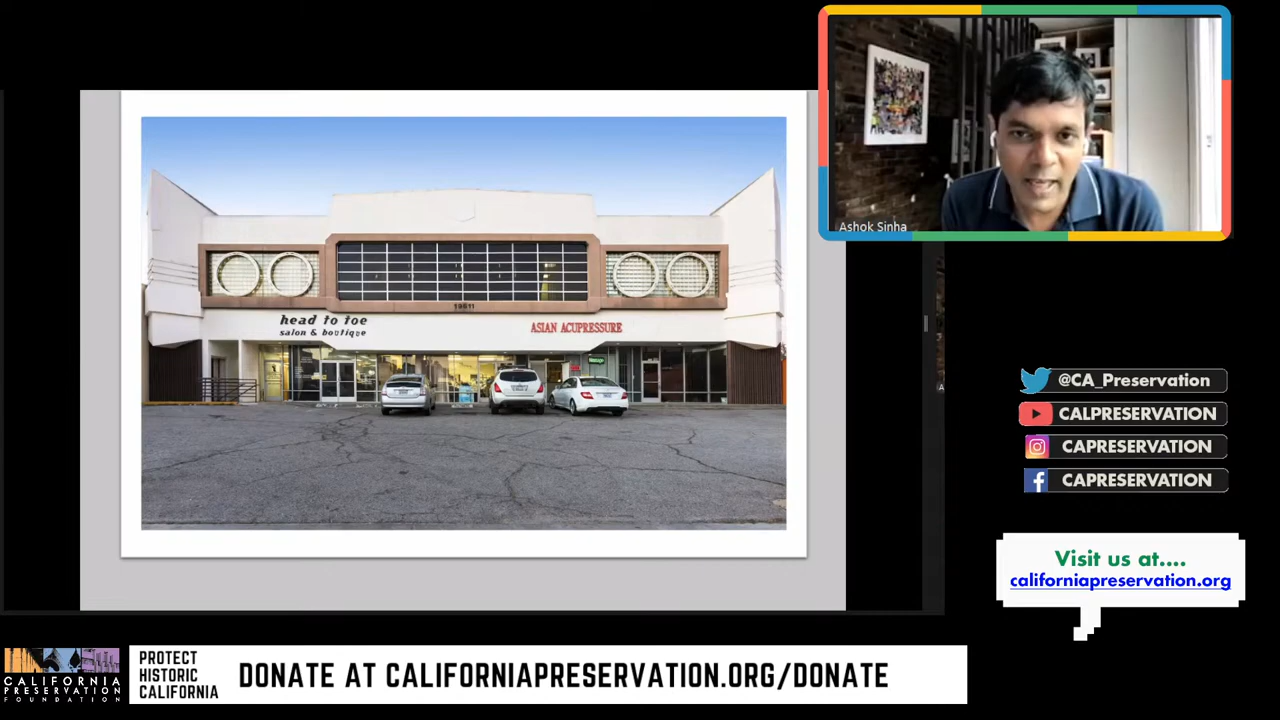 Ashok Sinha
head to toe
salon & boutique
ASIAN ACUPRESSURE
@CA_Preservation
CALPRESERVATION
CAPRESERVATION
CAPRESERVATION
Visit us at....
californiapreservation.org
CALIFORNIA
PRESERVATION
FOUNDATION
PROTECT
HISTORIC
CALIFORNIA
DONATE AT CALIFORNIAPRESERVATION.ORG/DONATE